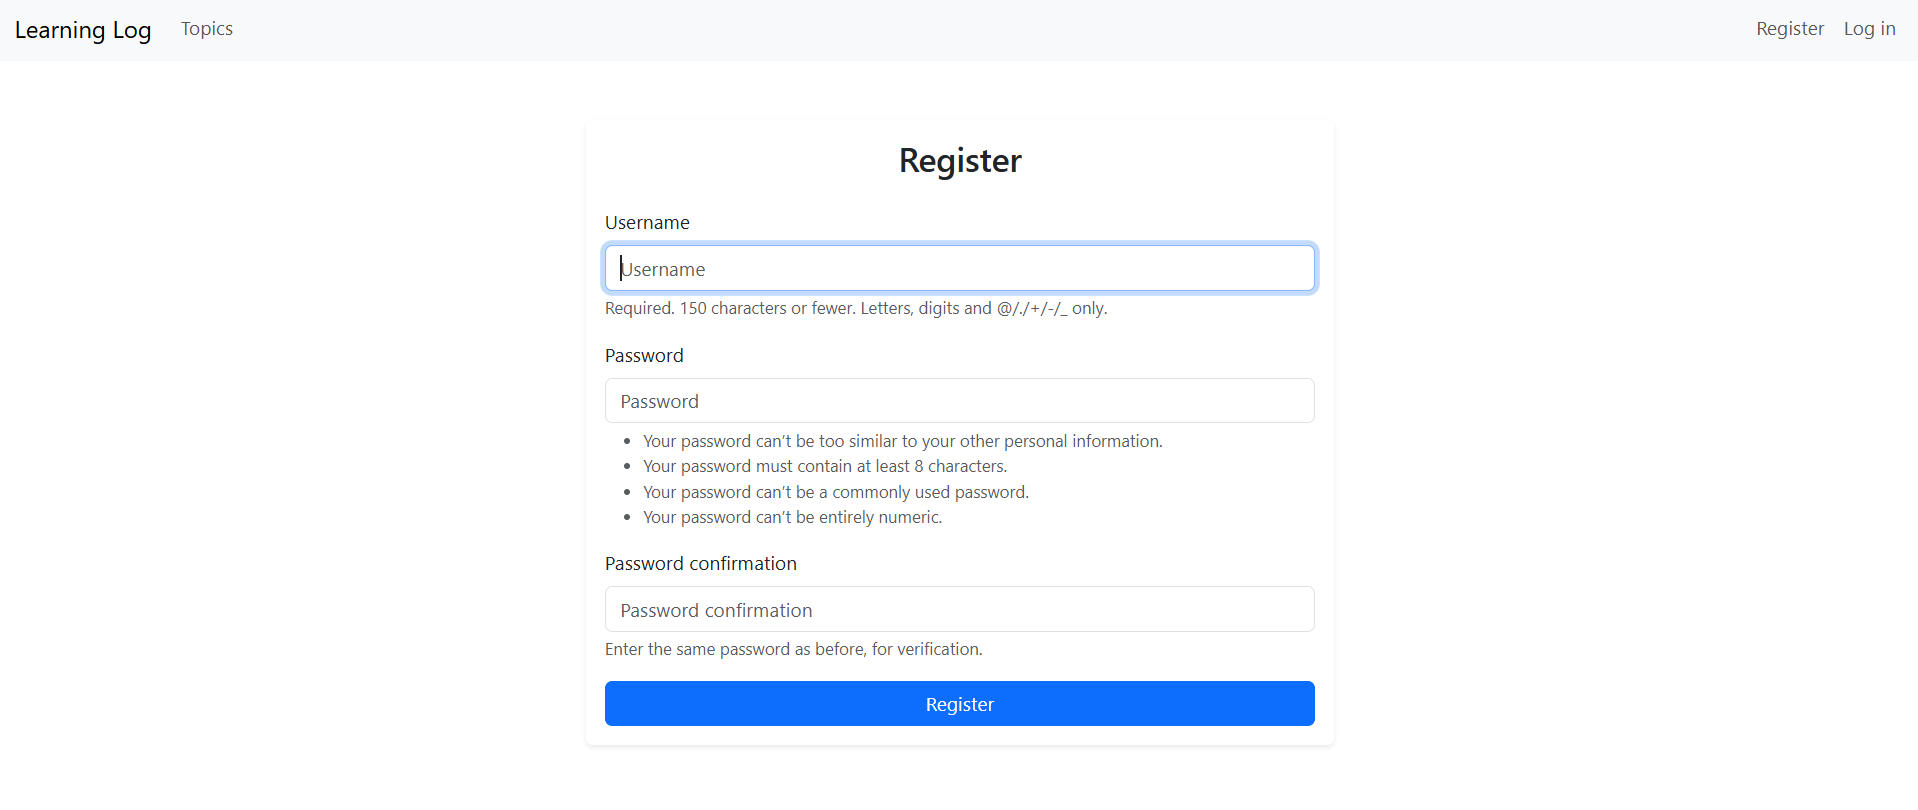 Learning Log Topics Register Log in
Register
Username
Username
Required. 150 characters or fewer. Letters, digits and @/./+/-/_ only.
Password
Password
Your password can’t be too similar to your other personal information.
Your password must contain at least 8 characters.
Your password can’t be a commonly used password.
Your password can’t be entirely numeric.
Password confirmation
Password confirmation
Enter the same password as before, for verification.
Register